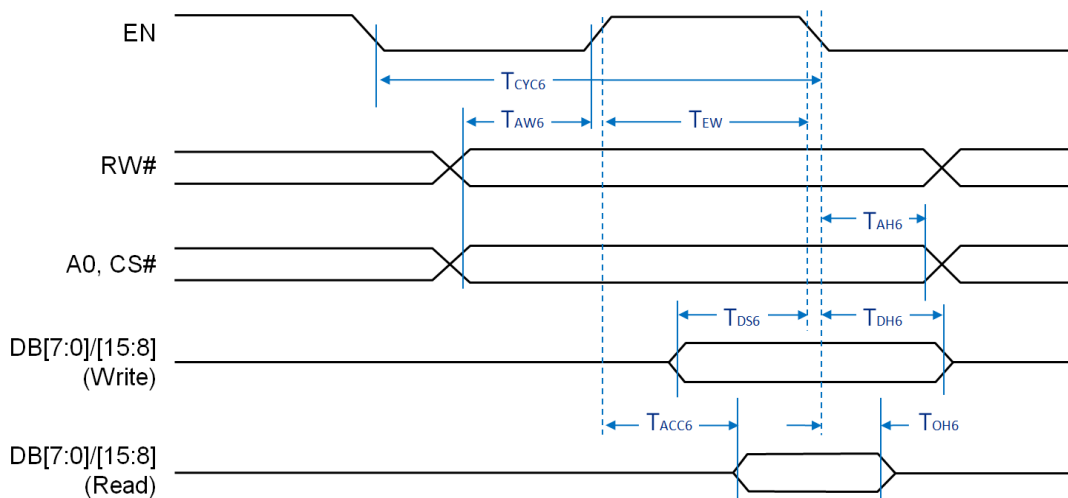 EN
TCYC6
TAW6
TEW
RW#
TAH6
A0, CS#
TDS6
TDH6
DB[7:0]/[15:8]
(Write)
TACC6
TOH6
DB[7:0]/[15:8]
(Read)